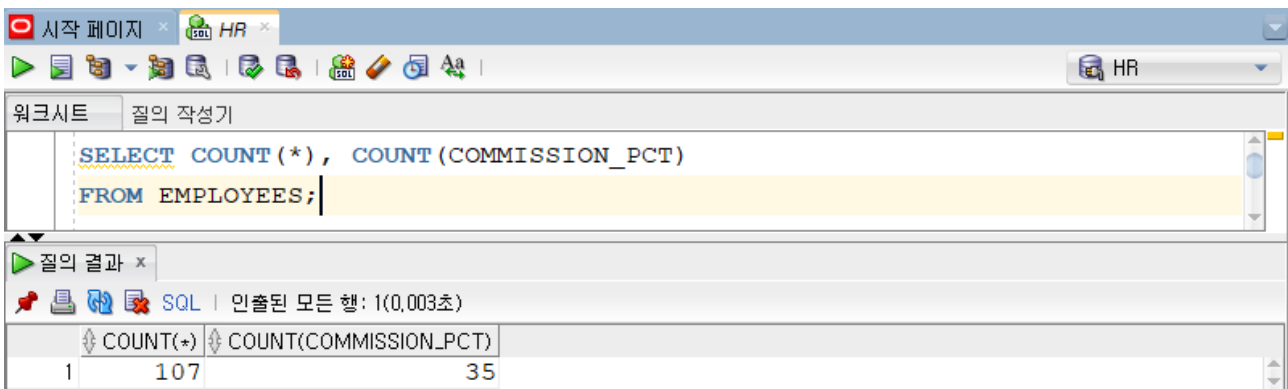 시작 페이지 HR
HR
워크시트 질의 작성기
SELECT COUNT(*), COUNT(COMMISSION_PCT)
FROM EMPLOYEES;
질의 결과 x
SQL | 인출된 모든 행: 1(0,003초)
COUNT(*) COUNT(COMMISSION_PCT)
1 107 35